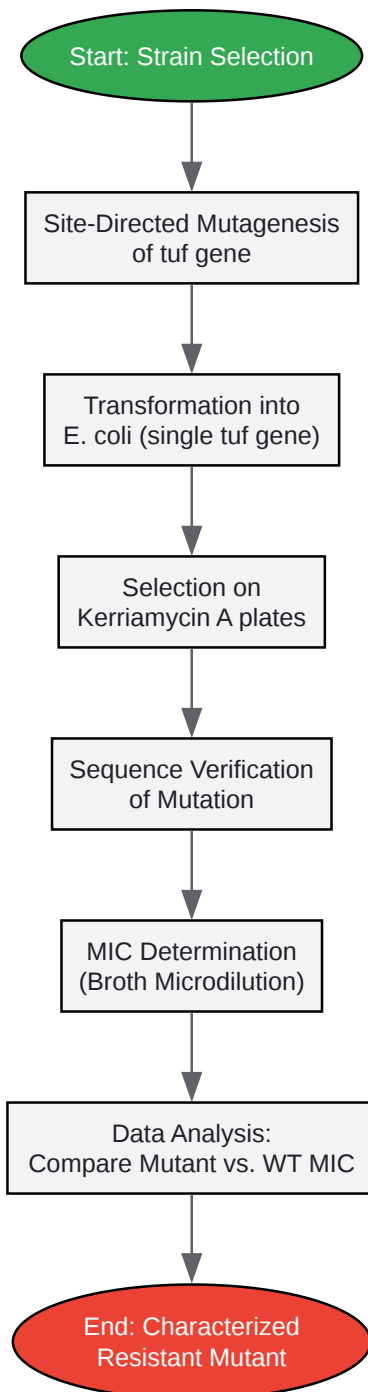 Start: Strain Selection
Site-Directed Mutagenesis
of tuf gene
Transformation into
E. coli (single tuf gene)
Selection on
Kerriamycin A plates
Sequence Verification
of Mutation
MIC Determination
(Broth Microdilution)
Data Analysis:
Compare Mutant vs. WT MIC
End: Characterized
Resistant Mutant